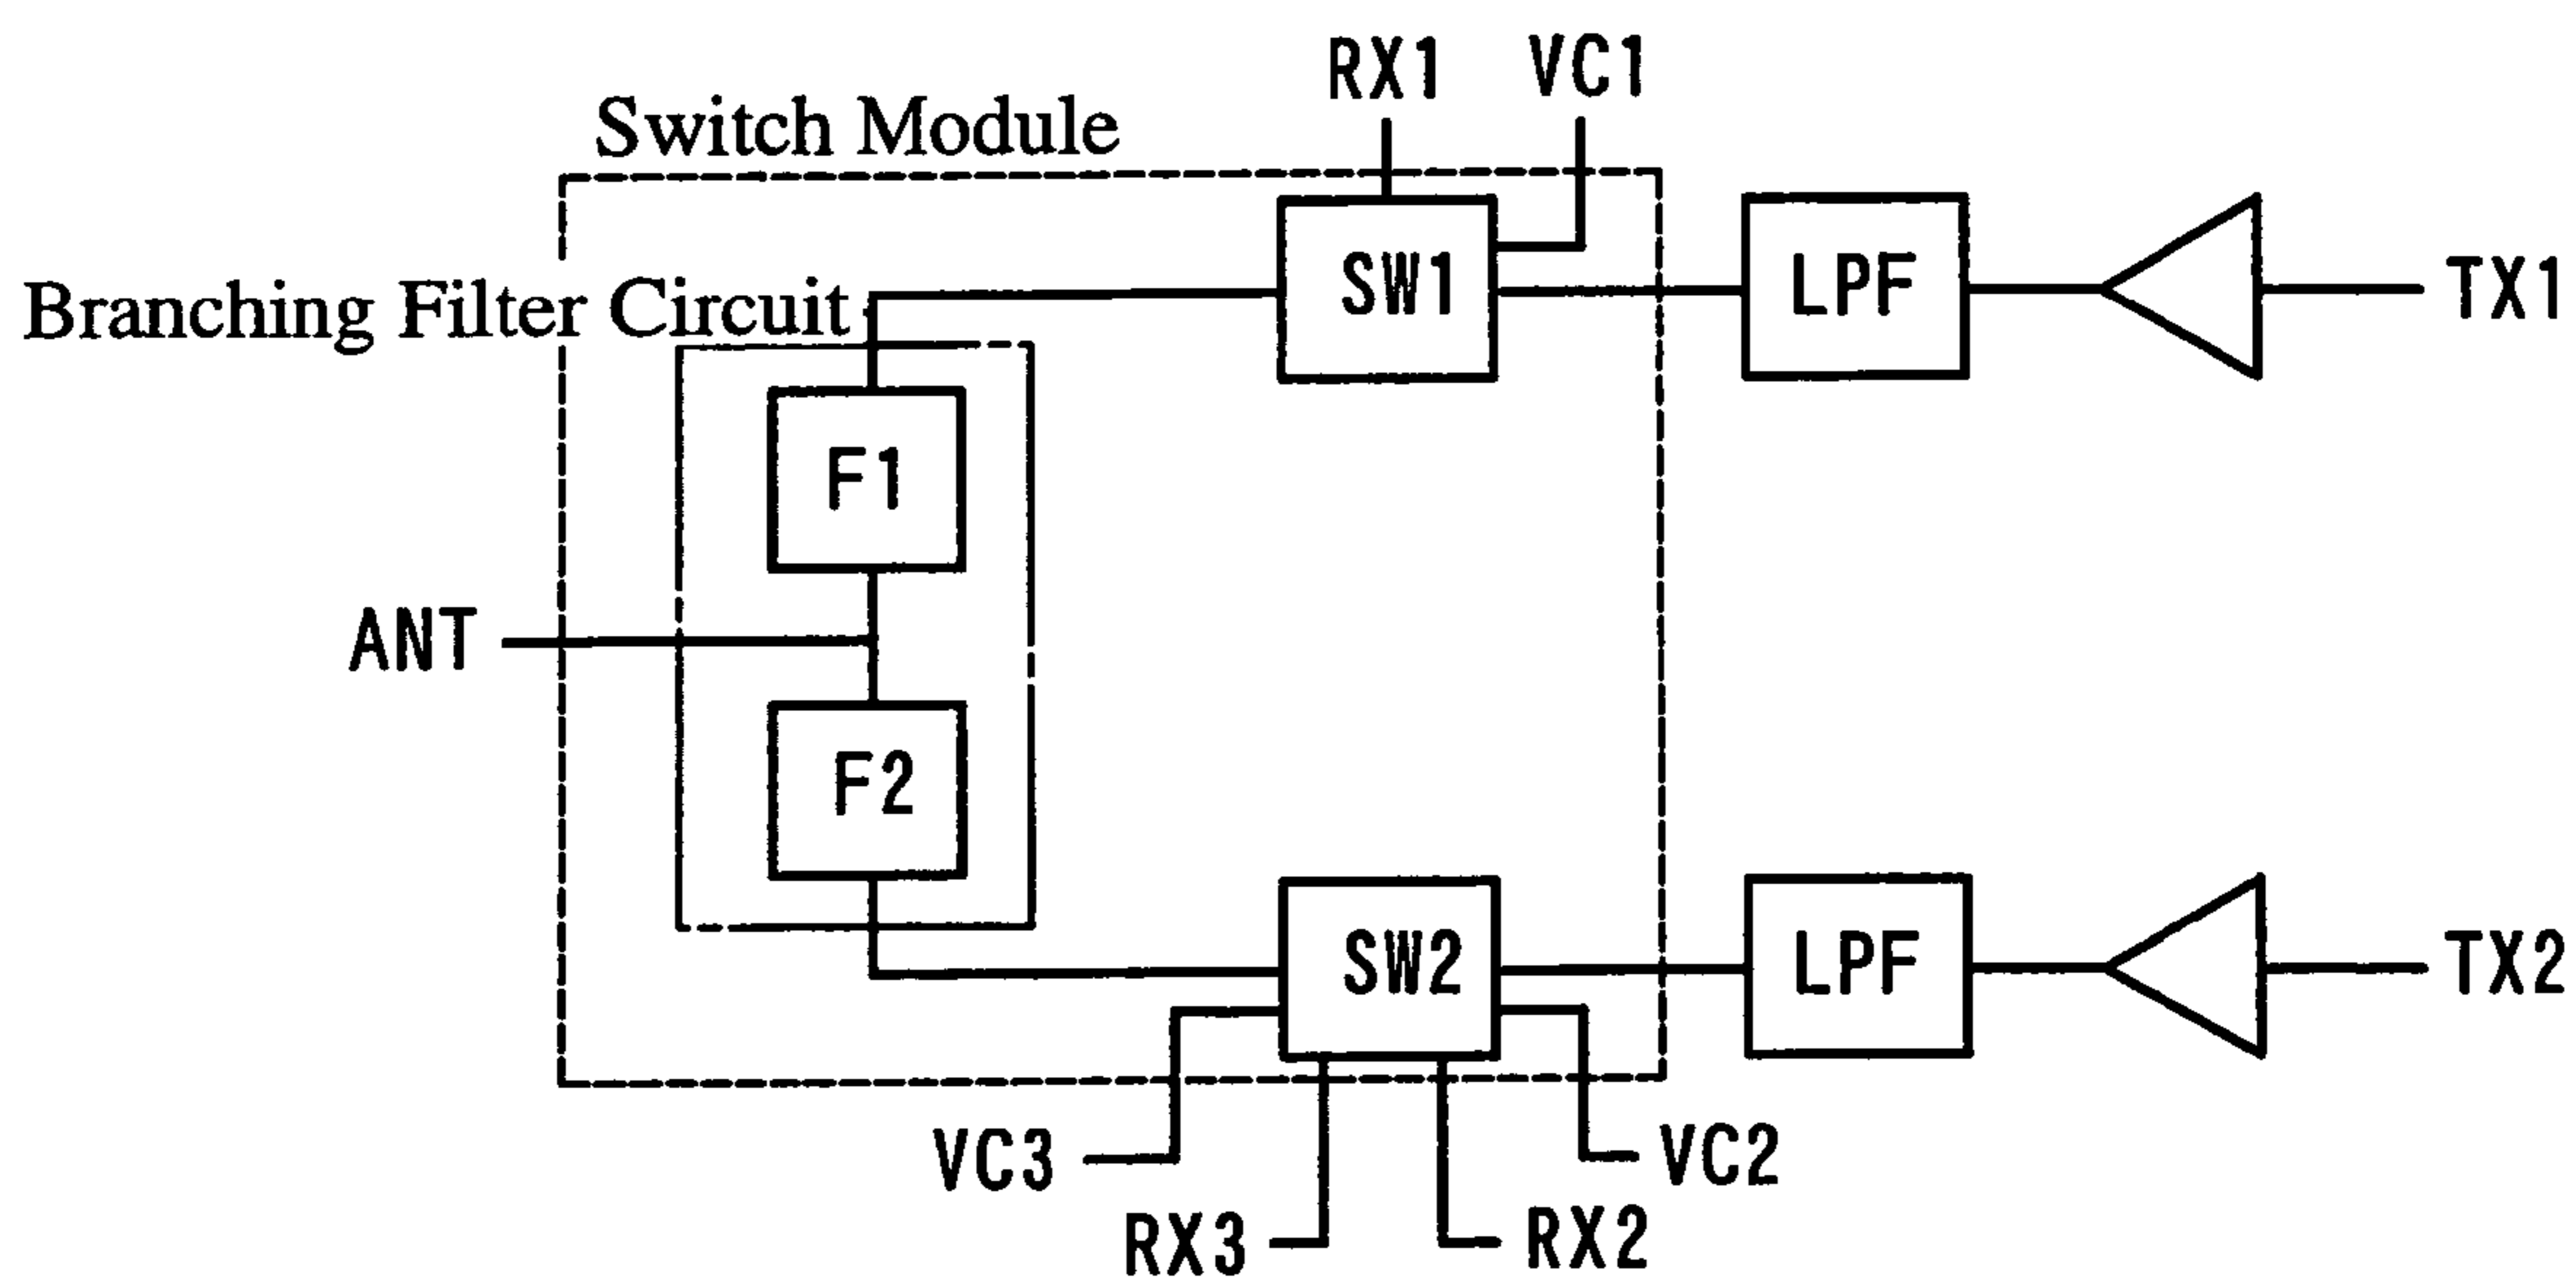 RX1 VC1
Switch Module
SW1 LPF TX1
Branching Filter Circuit
F1
ANT
F2
SW2 LPF TX2
VC3 VC2
RX3 RX2